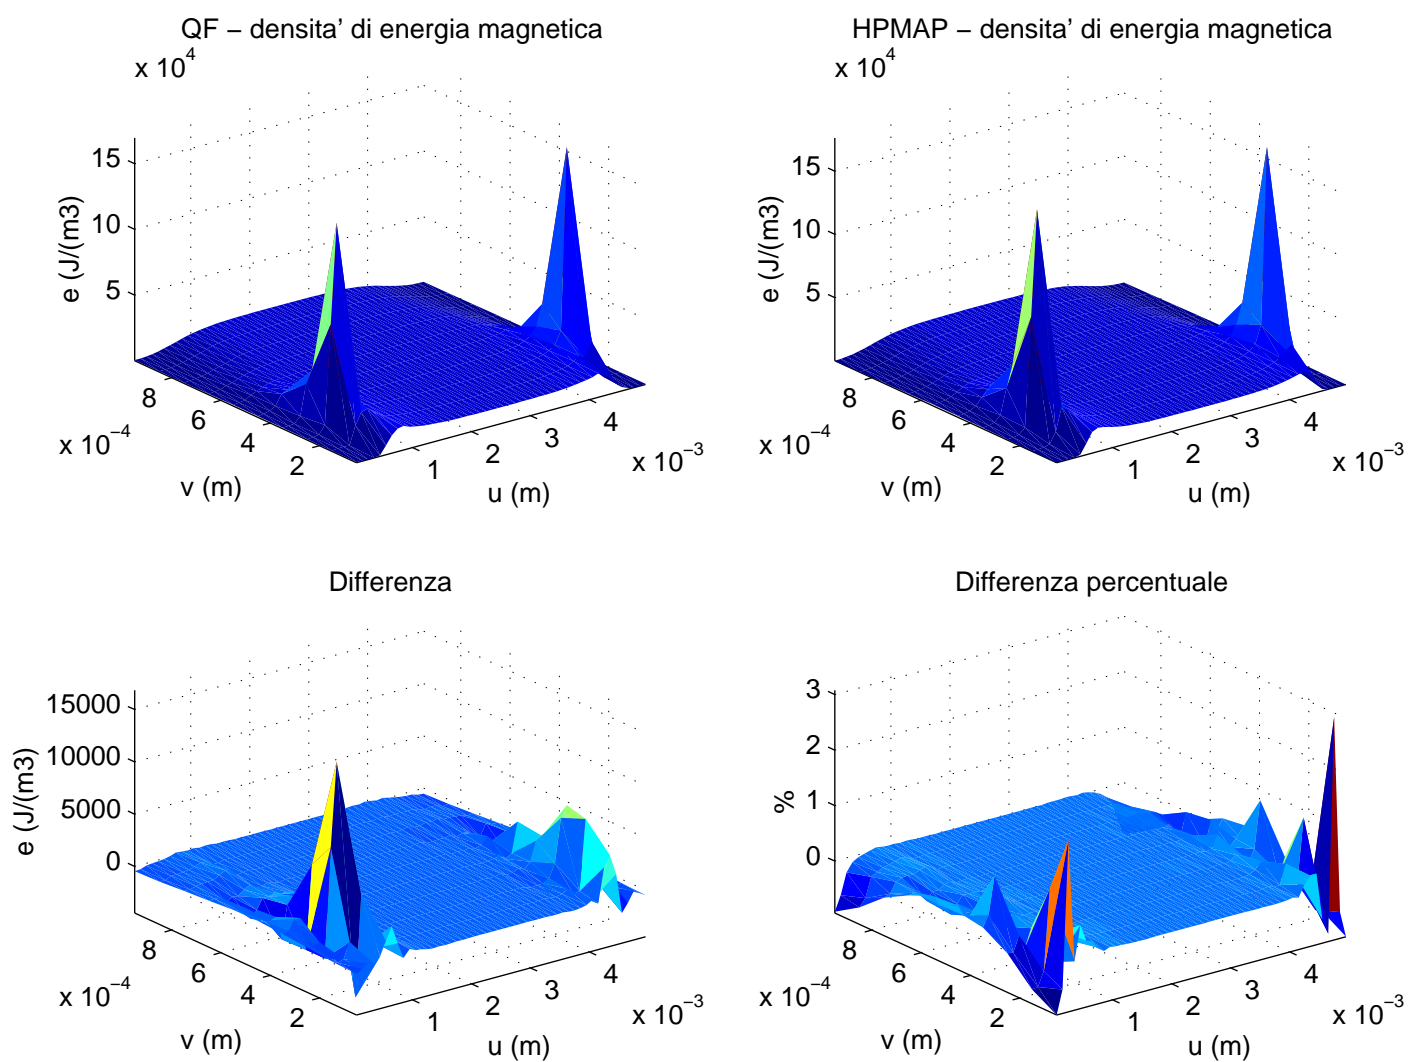 QF − densita' di energia magnetica
x 10^4
15
10
5
e (J/(m3)
8
6
4
2
x 10^−4
v (m)
1
2
3
4
x 10^−3
u (m)
HPMAP − densita' di energia magnetica
x 10^4
15
10
5
e (J/(m3)
8
6
4
2
x 10^−4
v (m)
1
2
3
4
x 10^−3
u (m)
Differenza
15000
10000
5000
0
e (J/(m3)
8
6
4
2
x 10^−4
v (m)
1
2
3
4
x 10^−3
u (m)
Differenza percentuale
3
2
1
0
%
8
6
4
2
x 10^−4
v (m)
1
2
3
4
x 10^−3
u (m)